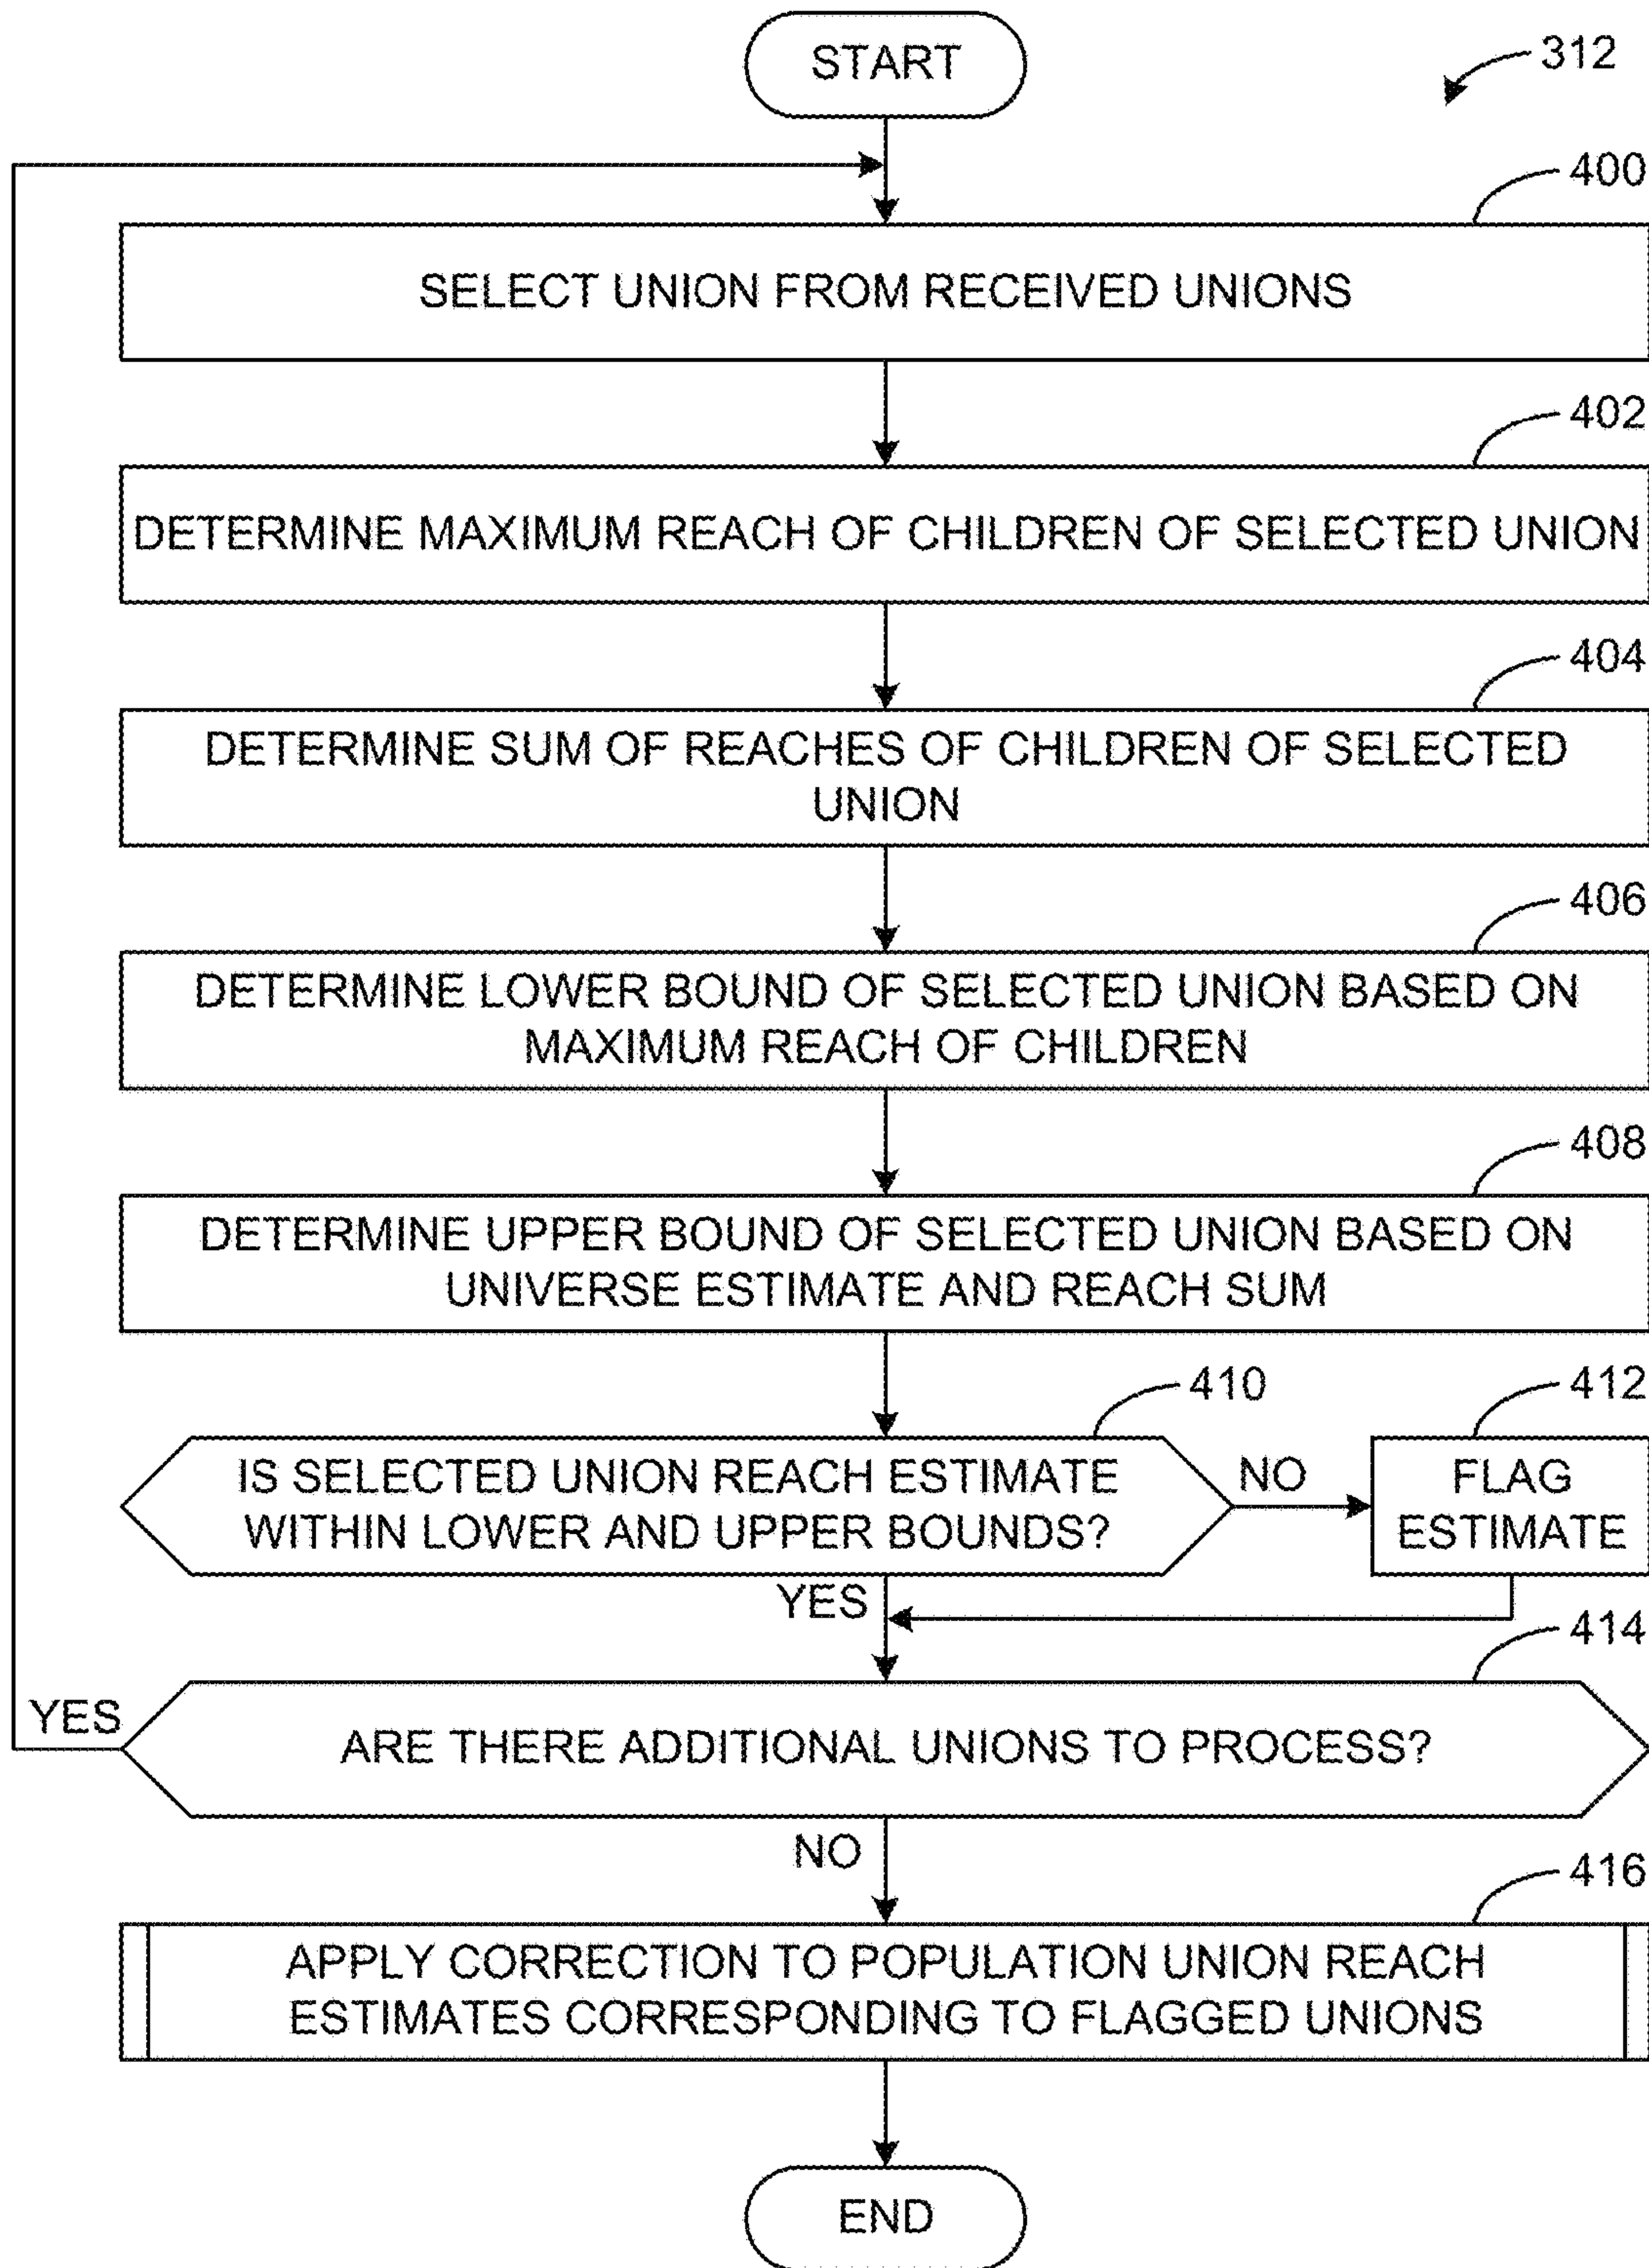 START
312
400
SELECT UNION FROM RECEIVED UNIONS
402
DETERMINE MAXIMUM REACH OF CHILDREN OF SELECTED UNION
404
DETERMINE SUM OF REACHES OF CHILDREN OF SELECTED
UNION
406
DETERMINE LOWER BOUND OF SELECTED UNION BASED ON
MAXIMUM REACH OF CHILDREN
408
DETERMINE UPPER BOUND OF SELECTED UNION BASED ON
UNIVERSE ESTIMATE AND REACH SUM
410
IS SELECTED UNION REACH ESTIMATE
WITHIN LOWER AND UPPER BOUNDS?
NO
412
FLAG
ESTIMATE
YES
414
ARE THERE ADDITIONAL UNIONS TO PROCESS?
YES
NO
416
APPLY CORRECTION TO POPULATION UNION REACH
ESTIMATES CORRESPONDING TO FLAGGED UNIONS
END